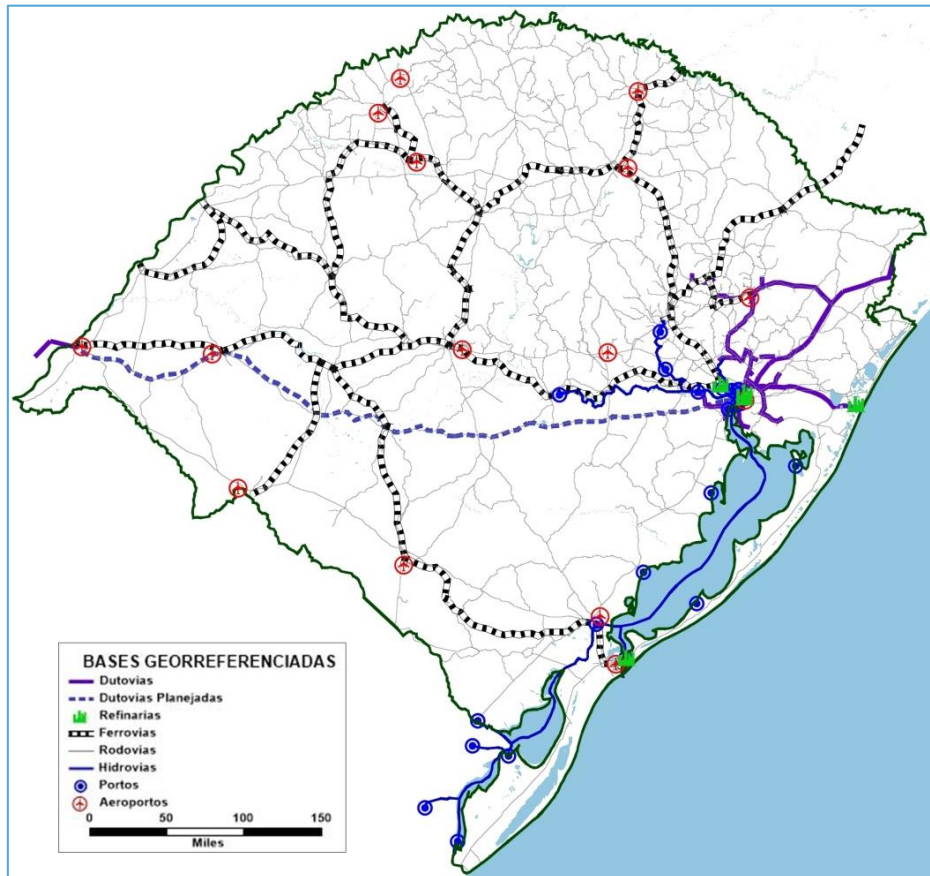 BASES GEORREFERENCIADAS
Dutovias
Dutovias Planejadas
Refinarias
Ferrovias
Rodovias
Hidrovias
Portos
Aeroportos
0 50 100 150
Miles